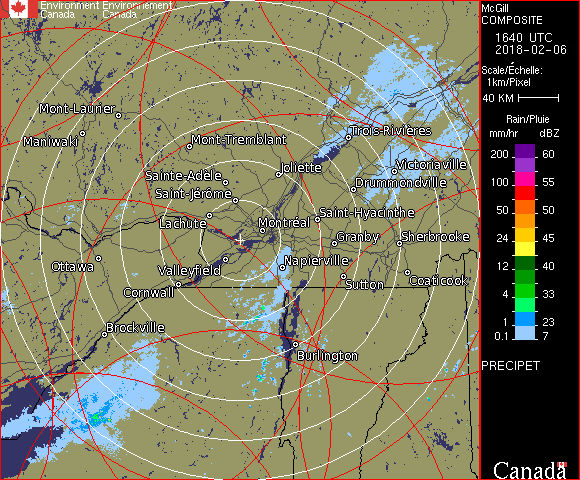 Environment Environnement
Canada Canada
McGill
COMPOSITE
1640 UTC
2018-02-06
Scale/Échelle:
1km/Pixel
40 KM
Rain/Pluie
mm/hr dBZ
200 60
150 57
100 55
50 50
24 45
12 40
4 33
1 23
0.1 7
PRECIPET
Canada
Mont-Laurier
Maniwaki
Mont-Tremblant
Trois-Rivières
Sainte-Adèle
Joliette
Victoriaville
Saint-Jérôme
Drummondville
Lachute
Montréal
Saint-Hyacinthe
Granby
Sherbrooke
Ottawa
Valleyfield
Napierville
Cornwall
Sutton
Coaticook
Brockville
Burlington